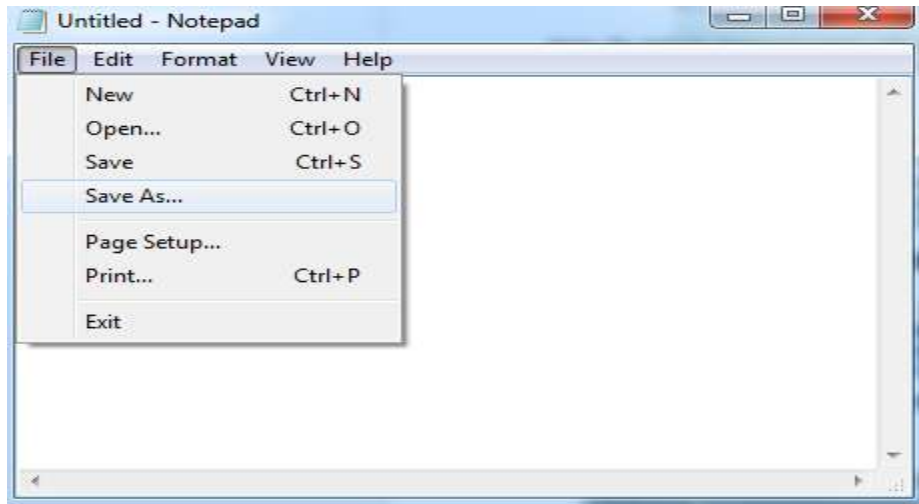 Untitled - Notepad
File Edit Format View Help
New Ctrl+N
Open... Ctrl+O
Save Ctrl+S
Save As...
Page Setup...
Print... Ctrl+P
Exit